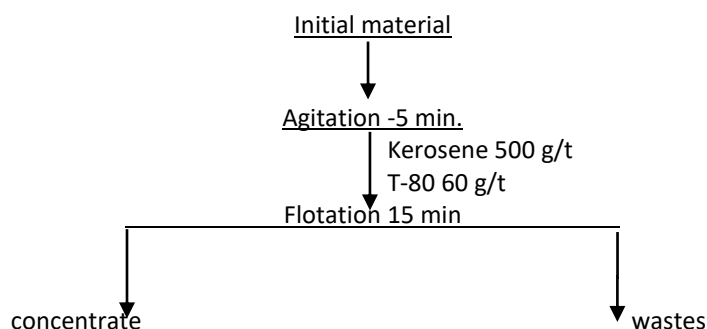 Initial material
Agitation -5 min.
Kerosene 500 g/t
T-80 60 g/t
Flotation 15 min
concentrate
wastes